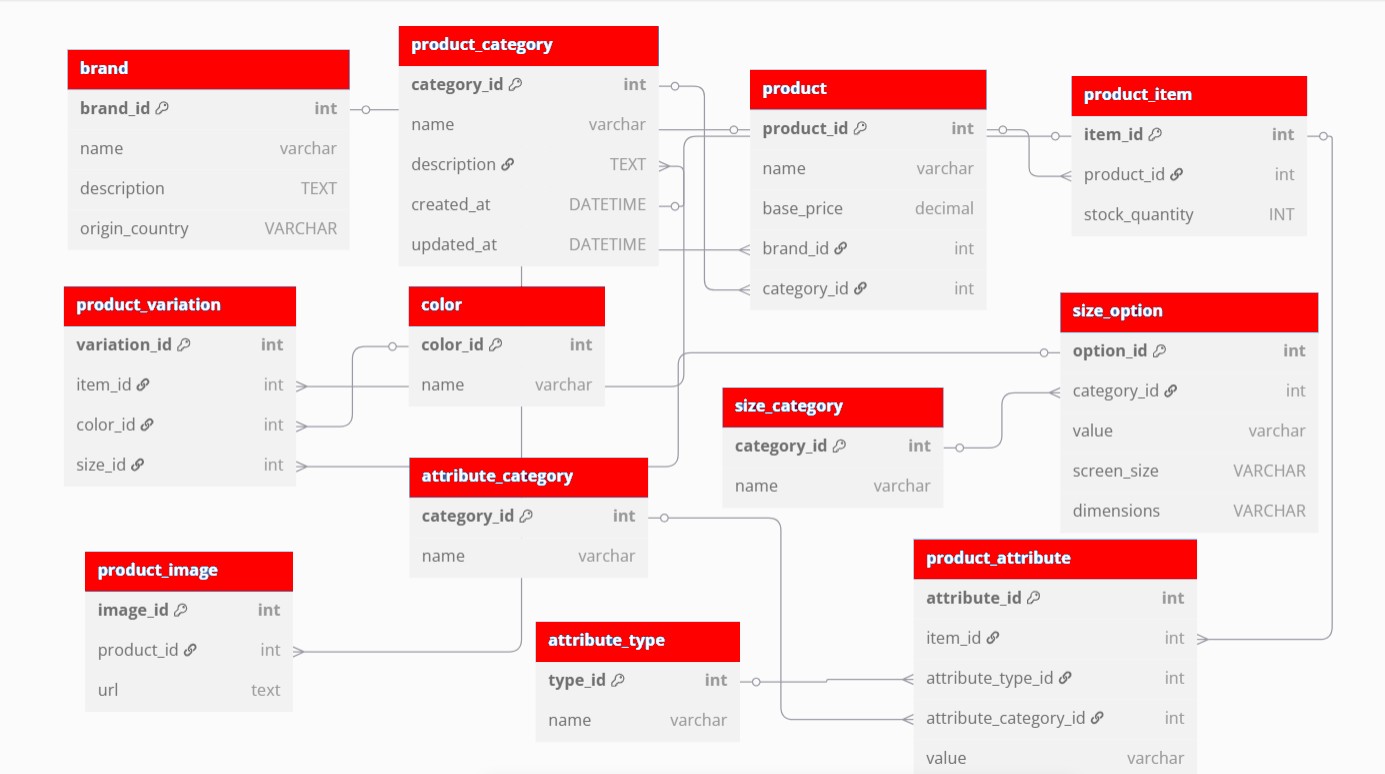 brand
brand_id int
name varchar
description TEXT
origin_country VARCHAR
product_category
category_id int
name varchar
description TEXT
created_at DATETIME
updated_at DATETIME
product
product_id int
name varchar
base_price decimal
brand_id int
category_id int
product_item
item_id int
product_id int
stock_quantity INT
product_variation
variation_id int
item_id int
color_id int
size_id int
color
color_id int
name varchar
size_option
option_id int
category_id int
value varchar
screen_size VARCHAR
dimensions VARCHAR
size_category
category_id int
name varchar
attribute_category
category_id int
name varchar
product_image
image_id int
product_id int
url text
attribute_type
type_id int
name varchar
product_attribute
attribute_id int
item_id int
attribute_type_id int
attribute_category_id int
value varchar